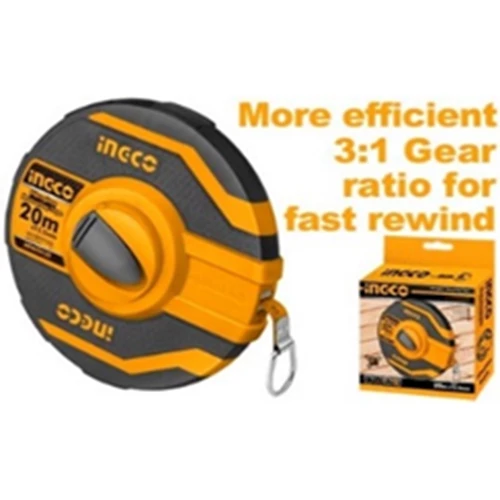 More efficient
3:1 Gear
ratio for
fast rewind
INGCO
INGCO
20m
INGCO
INGCO